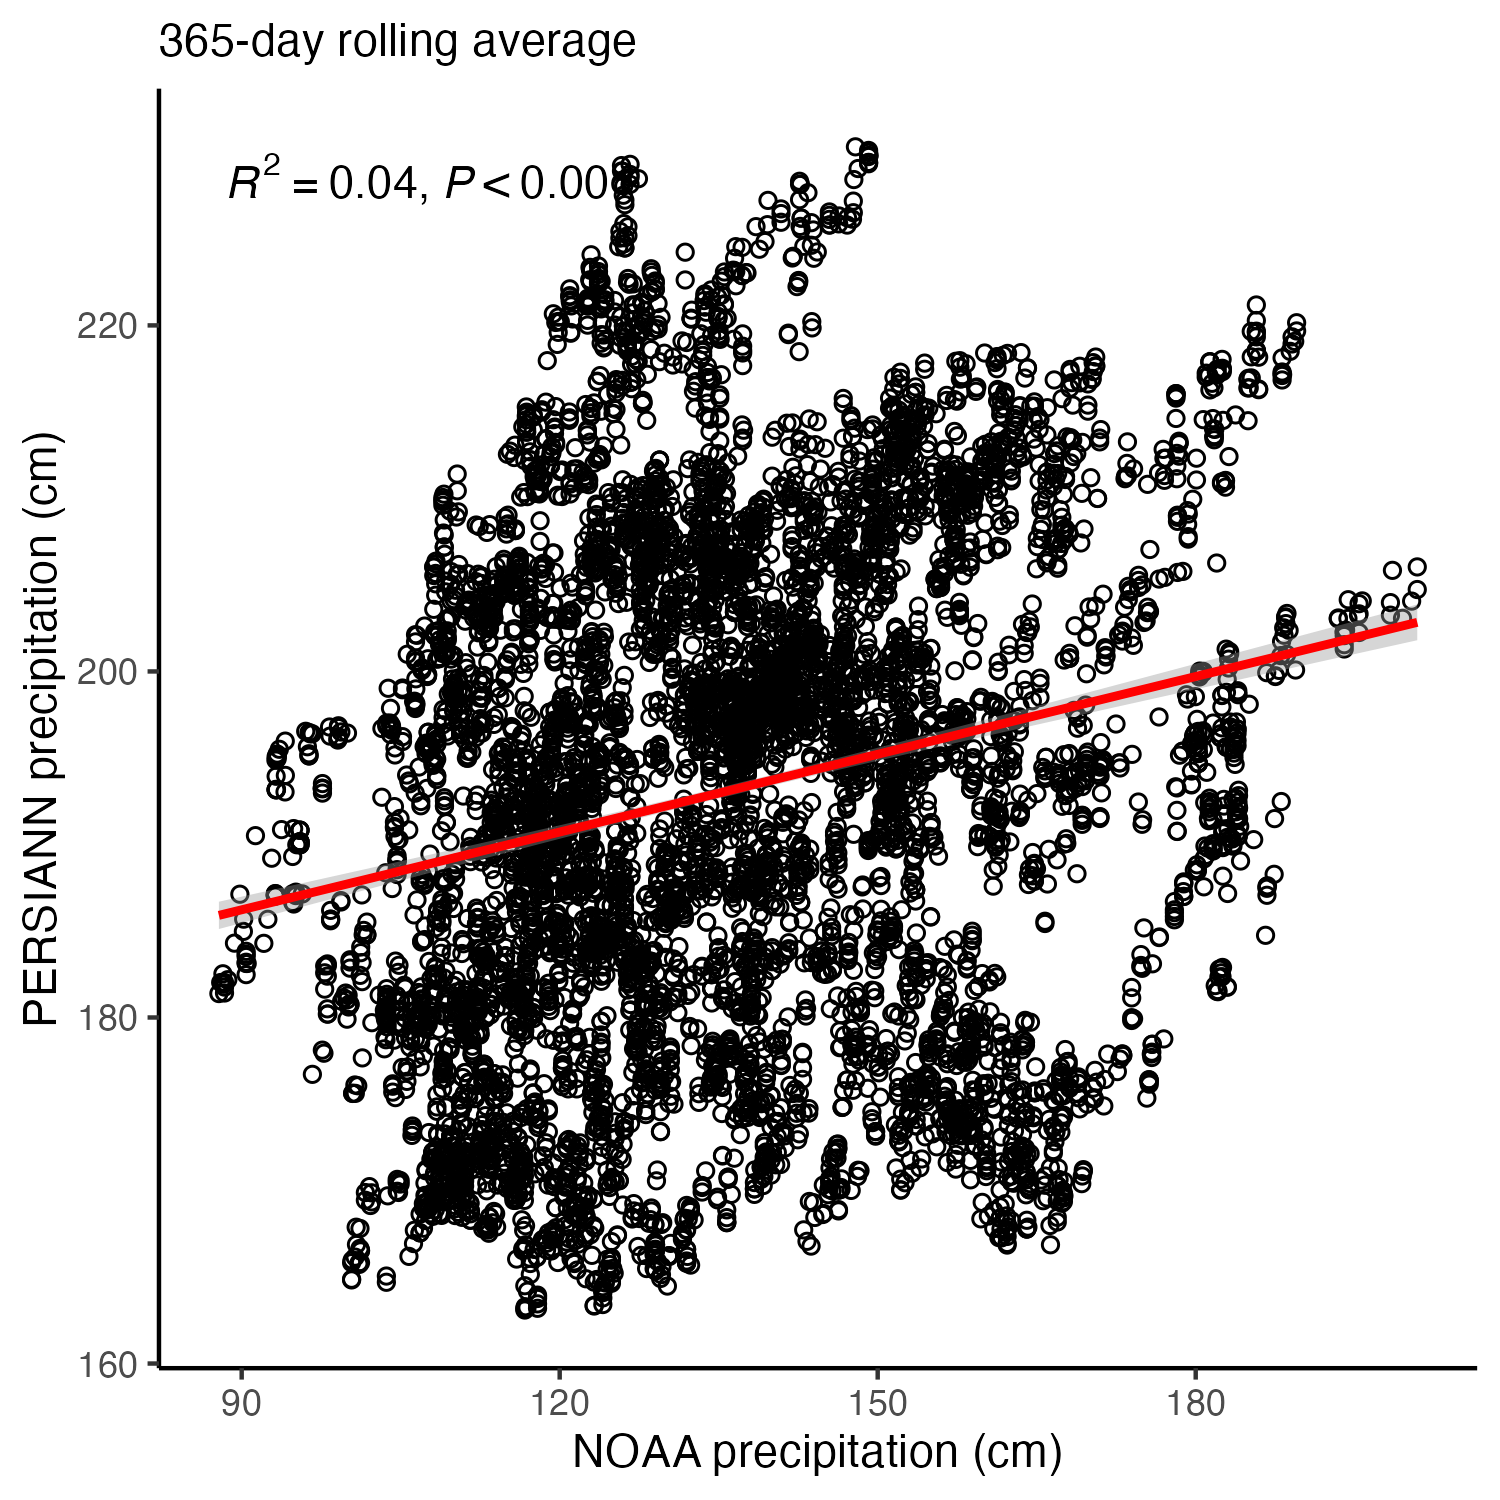 365-day rolling average
R² = 0.04, P < 0.00
220
200
180
160
PERSIANN precipitation (cm)
90 120 150 180
NOAA precipitation (cm)